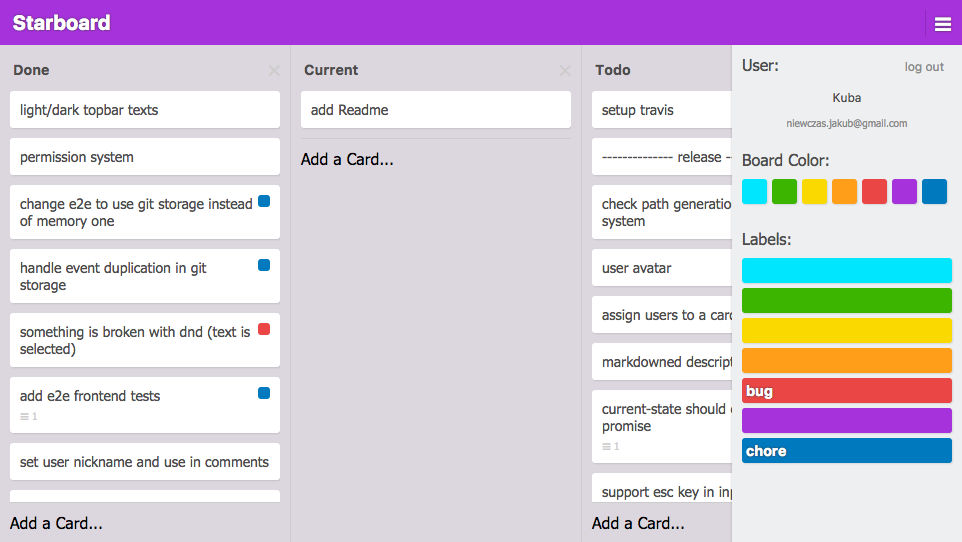 Starboard
Done
light/dark topbar texts
permission system
change e2e to use git storage instead
of memory one
handle event duplication in git
storage
something is broken with dnd (text is
selected)
add e2e frontend tests
1
set user nickname and use in comments
Add a Card...
Current
add Readme
Add a Card...
Todo
setup travis
-------------- release -
check path generatio
system
user avatar
assign users to a card
markdowned descript
current-state should
promise
1
support esc key in inp
Add a Card...
User:
log out
Kuba
niewczas.jakub@gmail.com
Board Color:
Labels:
bug
chore